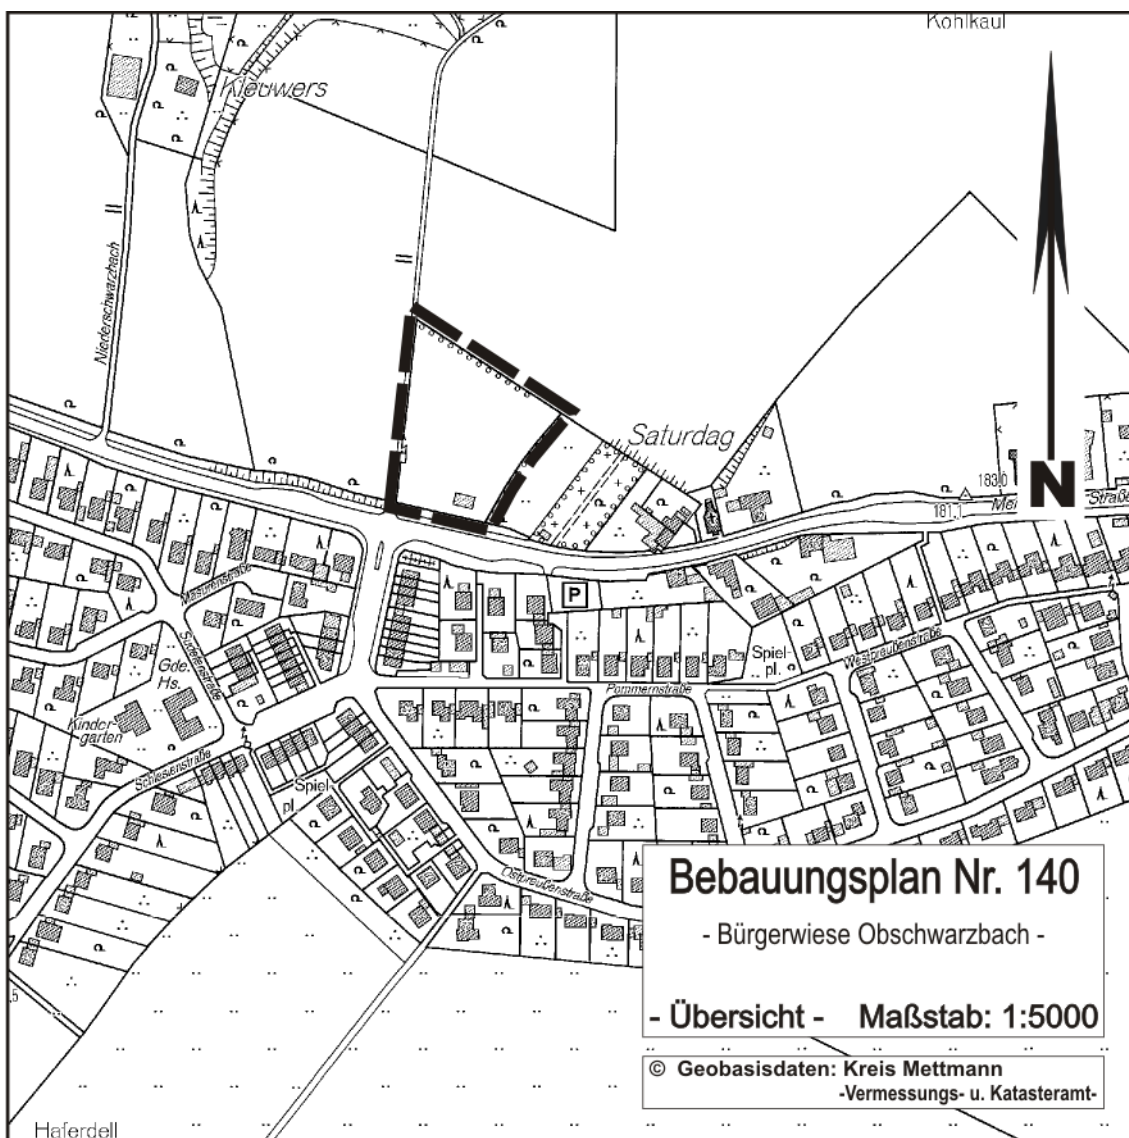 Kohlkaul
Kleuwers
Niederschwarzbach
Saturdag
183,0
181,1
Straße
N
P
Sudetenstraße
Gde.
Hs.
Kinder-
garten
Schlesienstraße
Spiel-
pl.
Westpreußenstraße
Pommernstraße
Spiel-
pl.
Ostpreußenstraße
Bebauungsplan Nr. 140
- Bürgerwiese Obschwarzbach -
- Übersicht - Maßstab: 1:5000
© Geobasisdaten: Kreis Mettmann
-Vermessungs- u. Katasteramt-
Haferdell